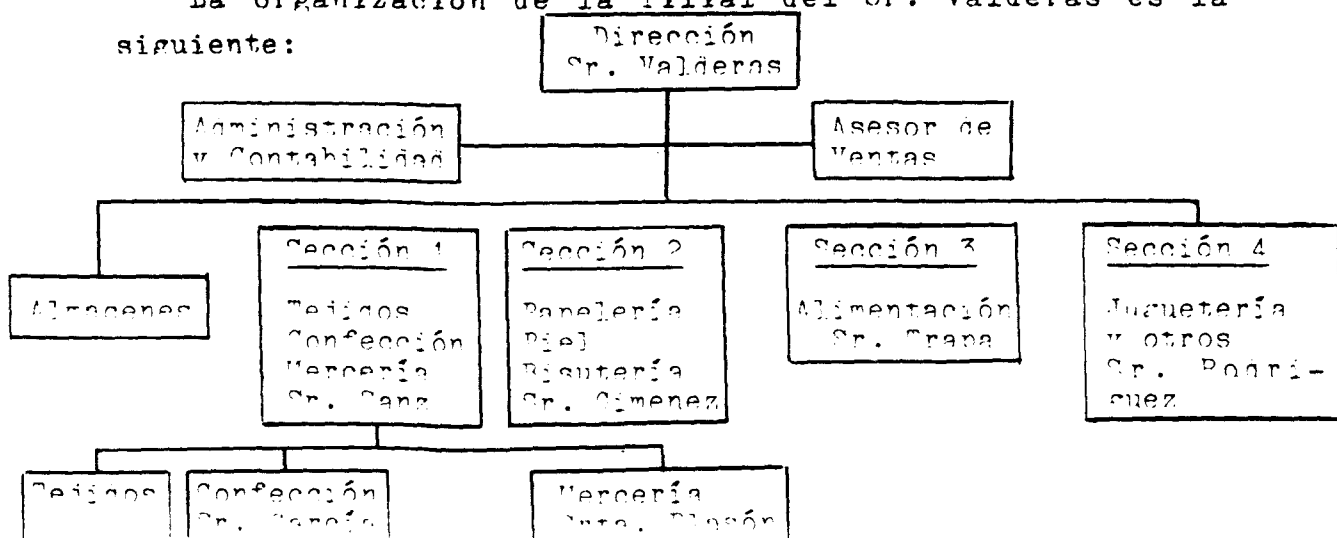 La organización de la filial del Sr. Valderas es la
siguiente:
Dirección
Sr. Valderas
Administración
y Contabilidad
Asesor de
Ventas
Almacenes
Sección 1
Tejidos
Confección
Mercería
Sr. Sanz
Sección 2
Papelería
Piel
Bisutería
Sr. Gimenez
Sección 3
Alimentación
Sr. 
Sección 4
Juguetería
y otros
Sr. Rodri-
guez
Tejidos
Confección
Sr. García
Mercería
Srta.